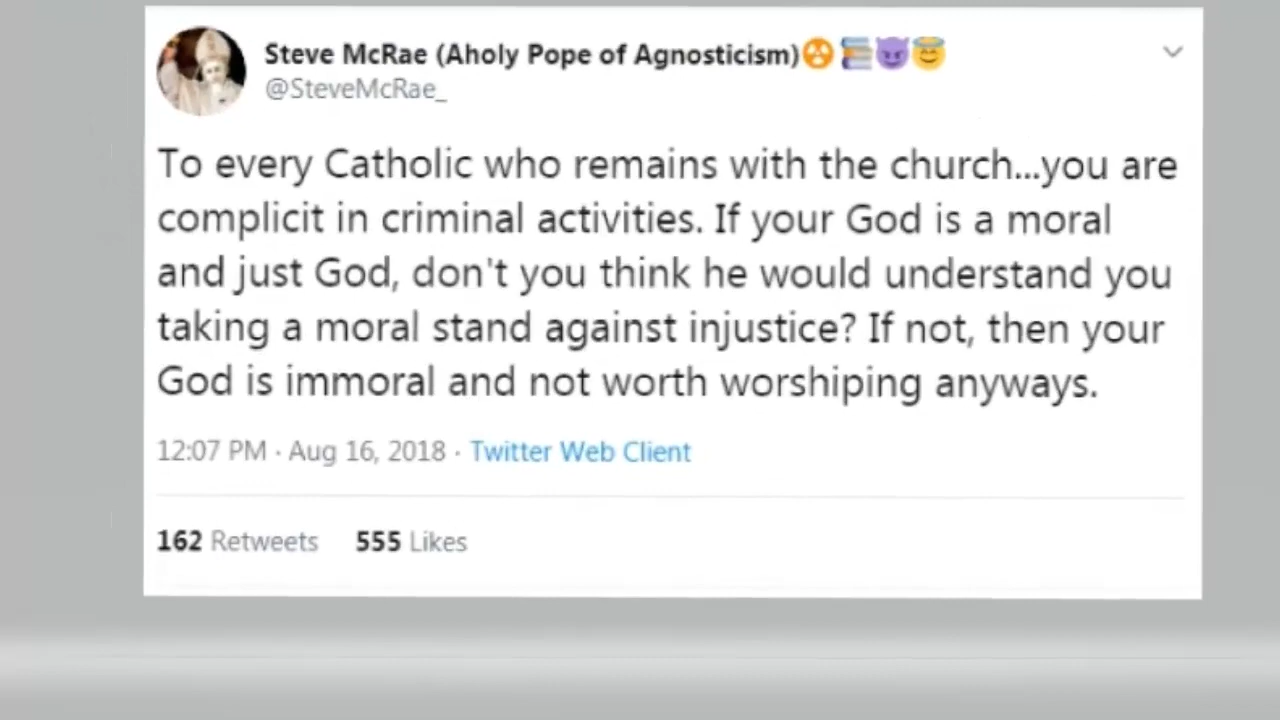 Steve McRae (Aholy Pope of Agnosticism)☢️📚😈😇
@SteveMcRae_
To every Catholic who remains with the church...you are
complicit in criminal activities. If your God is a moral
and just God, don't you think he would understand you
taking a moral stand against injustice? If not, then your
God is immoral and not worth worshiping anyways.
12:07 PM · Aug 16, 2018 · Twitter Web Client
162 Retweets 555 Likes